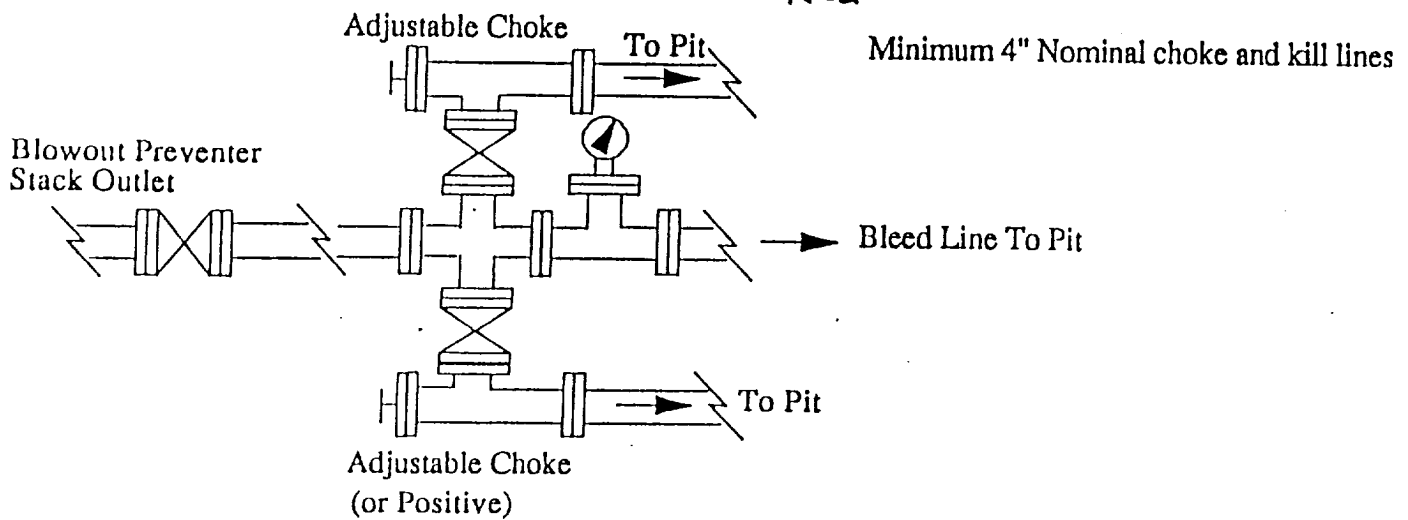 Adjustable Choke
To Pit
Minimum 4" Nominal choke and kill lines
Blowout Preventer
Stack Outlet
Bleed Line To Pit
To Pit
Adjustable Choke
(or Positive)